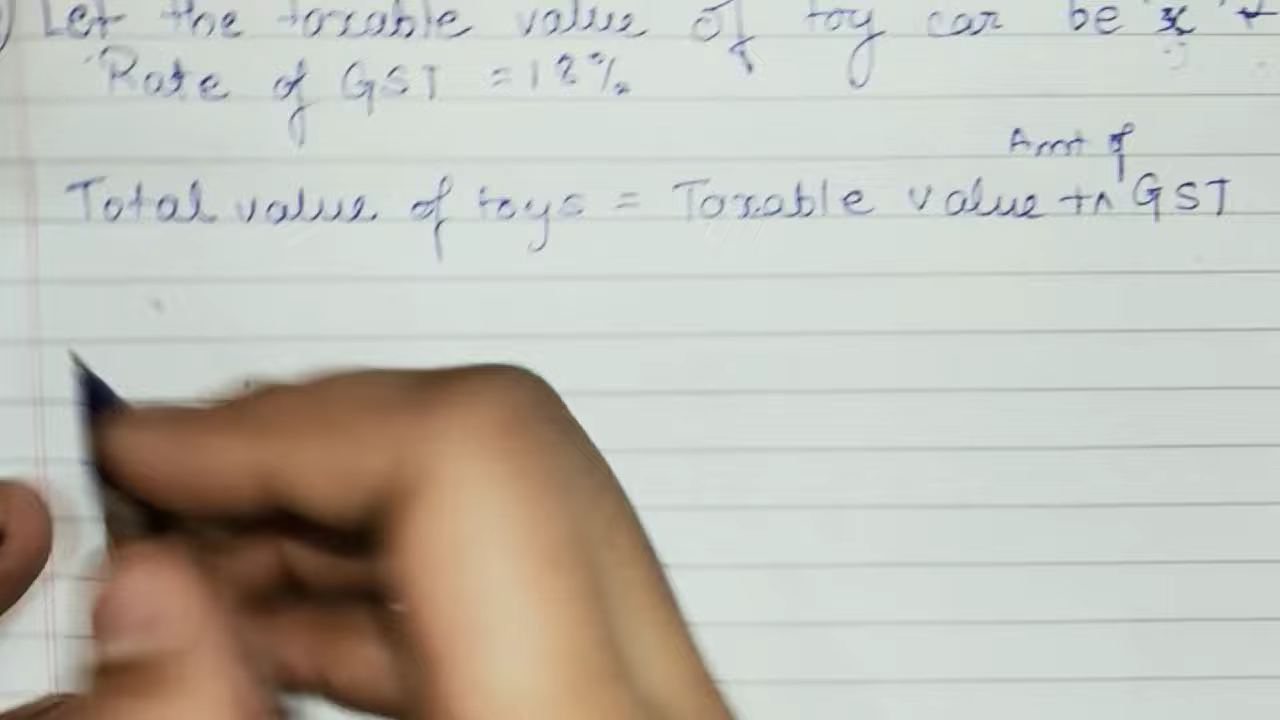 Let the taxable value of toy car be x
Rate of GST = 12%
Total value of toys = Taxable value + Amt of GST